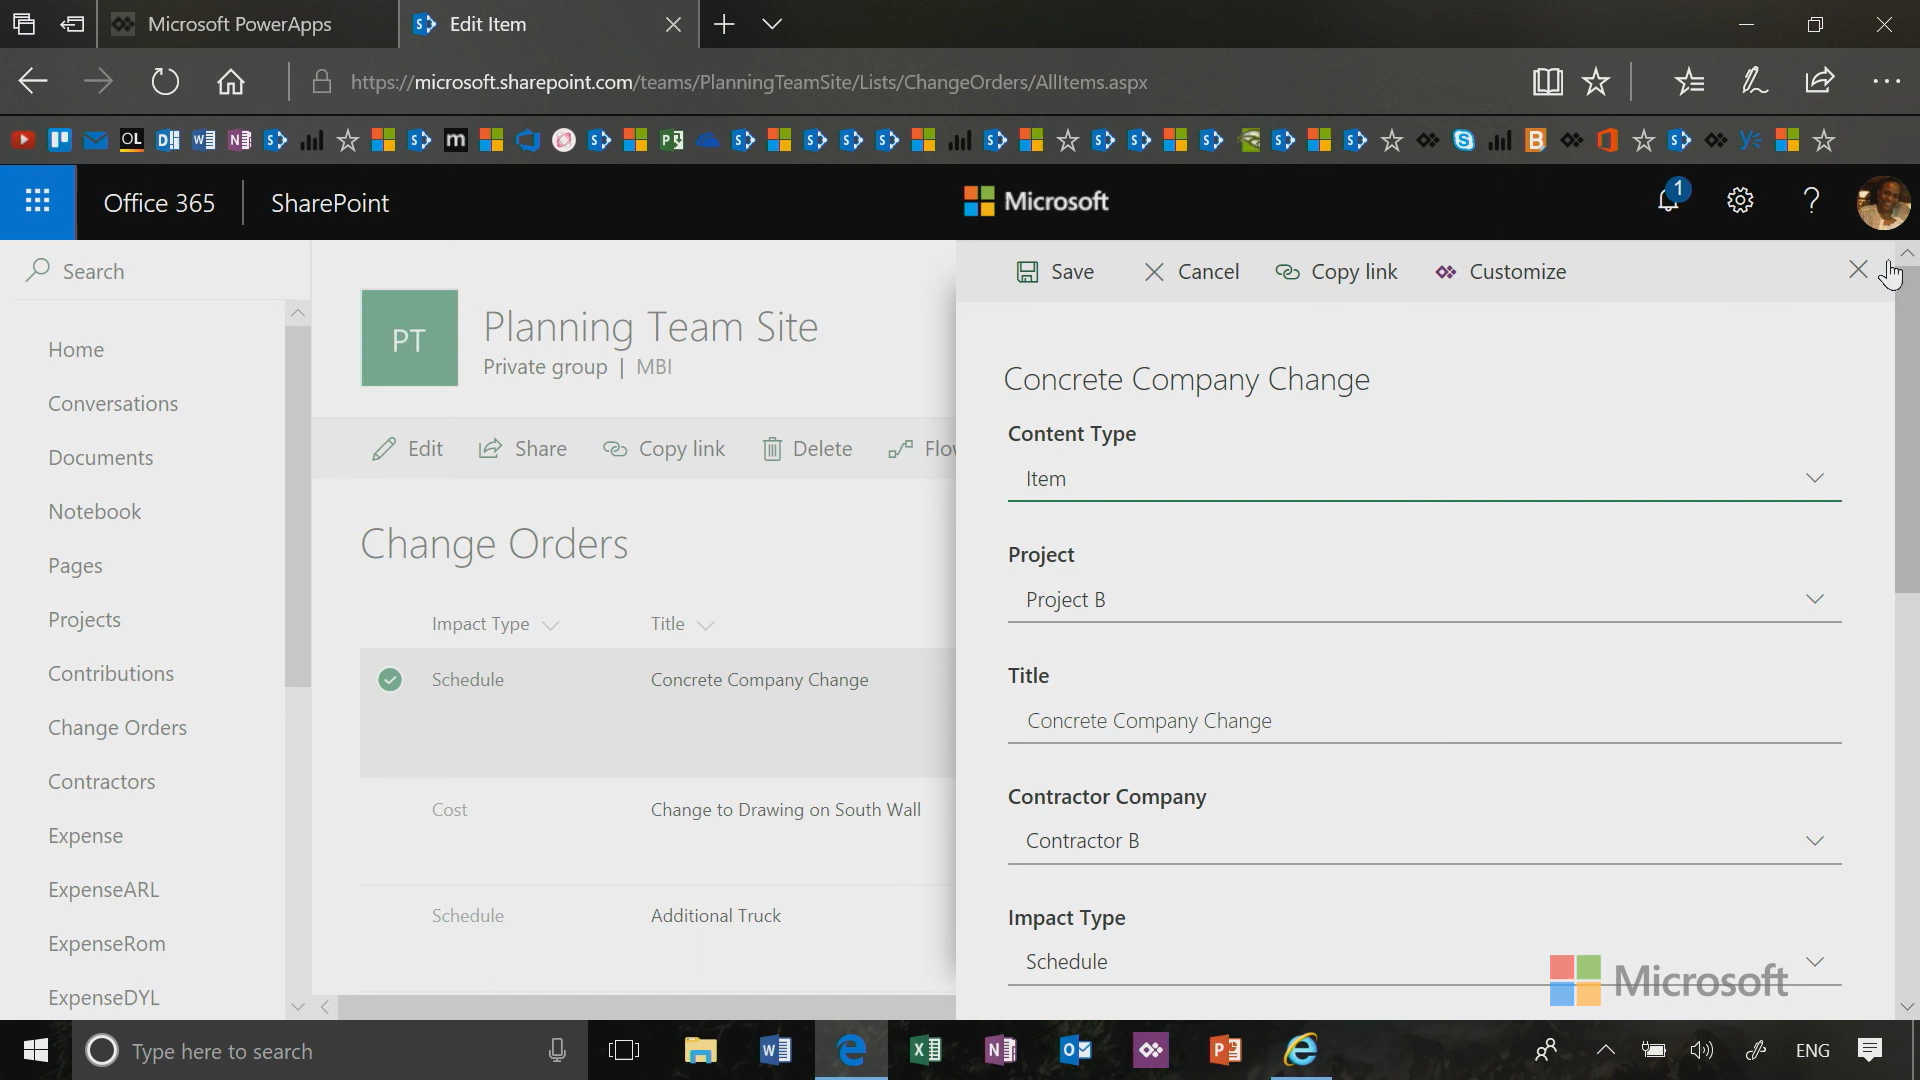 Microsoft PowerApps
Edit Item
https://microsoft.sharepoint.com/teams/PlanningTeamSite/Lists/ChangeOrders/AllItems.aspx
Office 365
SharePoint
Microsoft
1
Search
Home
Conversations
Documents
Notebook
Pages
Projects
Contributions
Change Orders
Contractors
Expense
ExpenseARL
ExpenseRom
ExpenseDYL
PT
Planning Team Site
Private group | MBI
Edit
Share
Copy link
Delete
Flo
Change Orders
Impact Type
Title
Schedule
Concrete Company Change
Cost
Change to Drawing on South Wall
Schedule
Additional Truck
Save
Cancel
Copy link
Customize
Concrete Company Change
Content Type
Item
Project
Project B
Title
Concrete Company Change
Contractor Company
Contractor B
Impact Type
Schedule
Microsoft
Type here to search
ENG